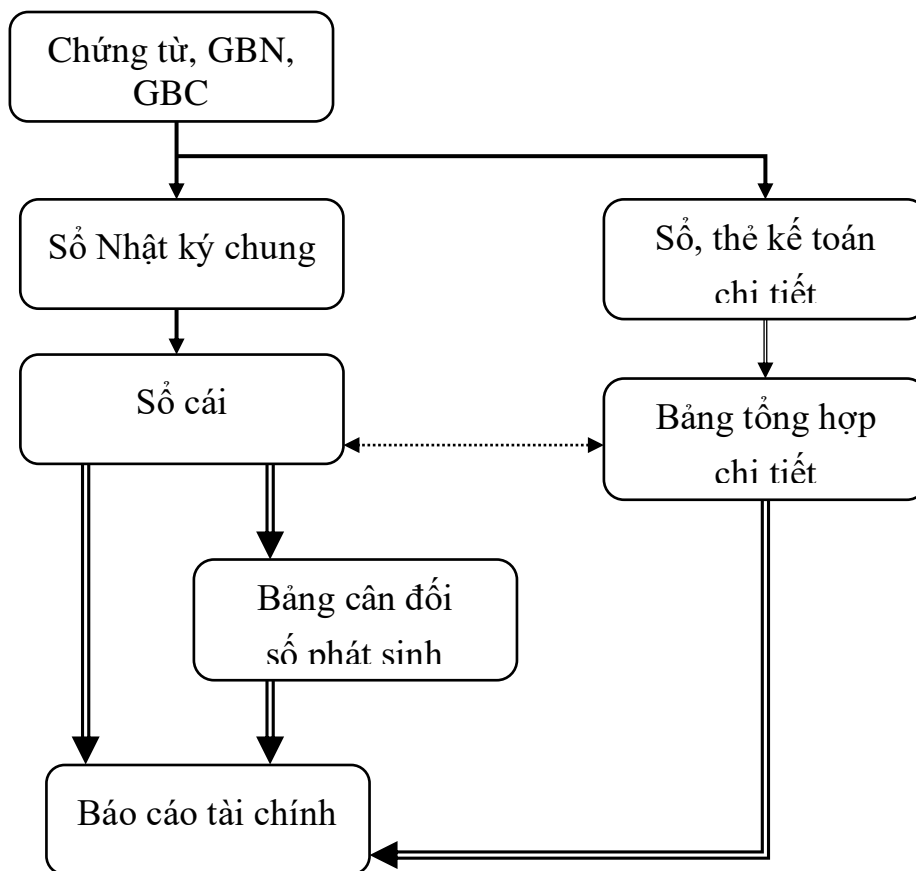 Chứng từ, GBN,
GBC
Sổ Nhật ký chung
Sổ, thẻ kế toán
chi tiết
Sổ cái
Bảng tổng hợp
chi tiết
Bảng cân đối
số phát sinh
Báo cáo tài chính